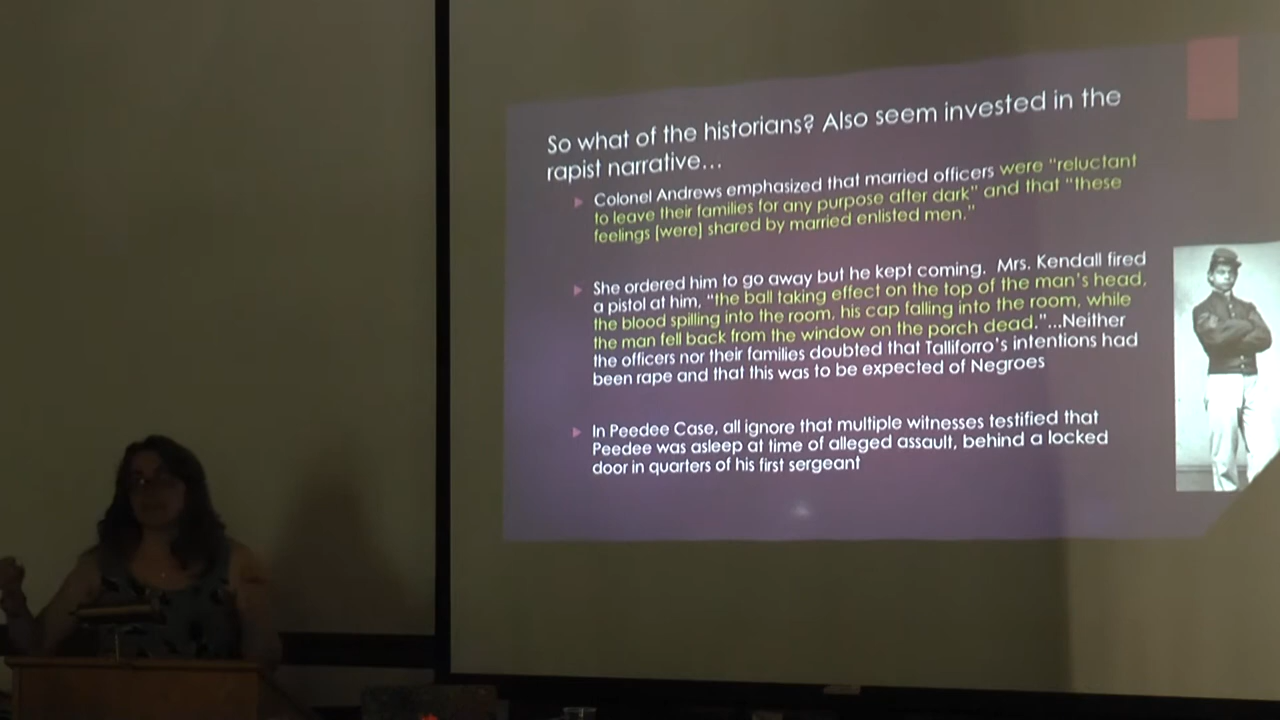 So what of the historians? Also seem invested in the
rapist narrative...
Colonel Andrews emphasized that married officers were "reluctant
to leave their families for any purpose after dark" and that "these
feelings [were] shared by married enlisted men."
She ordered him to go away but he kept coming. Mrs. Kendall fired
a pistol at him, "the ball taking effect on the top of the man's head,
the blood spilling into the room, his cap falling into the room, while
the man fell back from the window on the porch dead."...Neither
the officers nor their families doubted that Talliforro's intentions had
been rape and that this was to be expected of Negroes
In Peedee Case, all ignore that multiple witnesses testified that
Peedee was asleep at time of alleged assault, behind a locked
door in quarters of his first sergeant